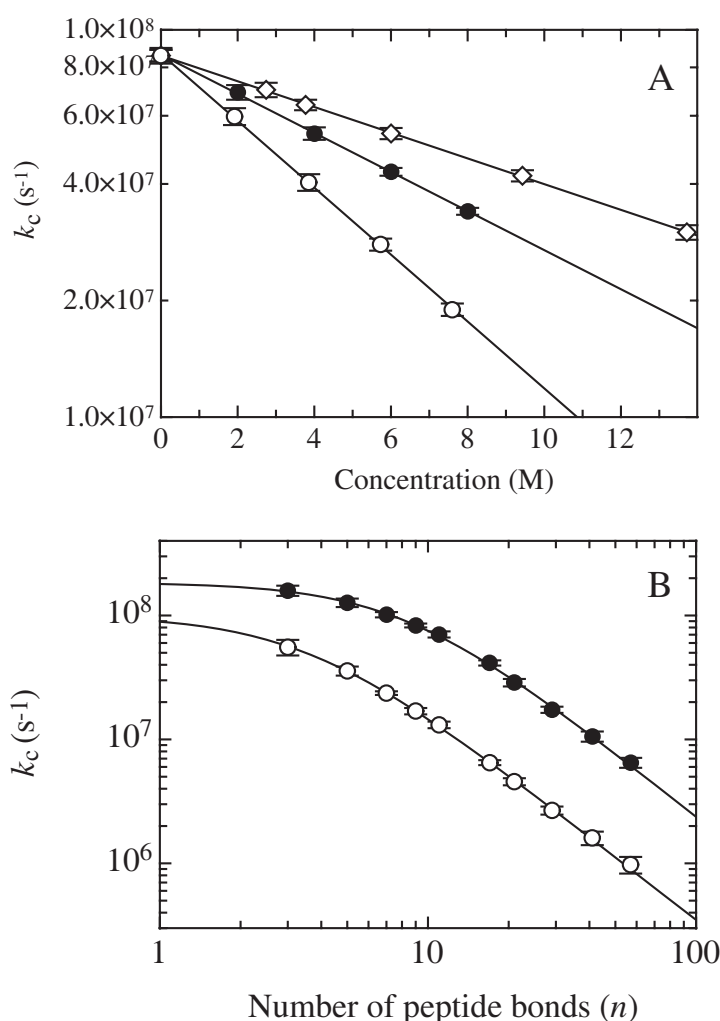 A
1.0×10⁸
8.0×10⁷
6.0×10⁷
4.0×10⁷
2.0×10⁷
1.0×10⁷
k_c (s⁻¹)
0 2 4 6 8 10 12
Concentration (M)
B
10⁸
10⁷
10⁶
k_c (s⁻¹)
1 10 100
Number of peptide bonds (n)